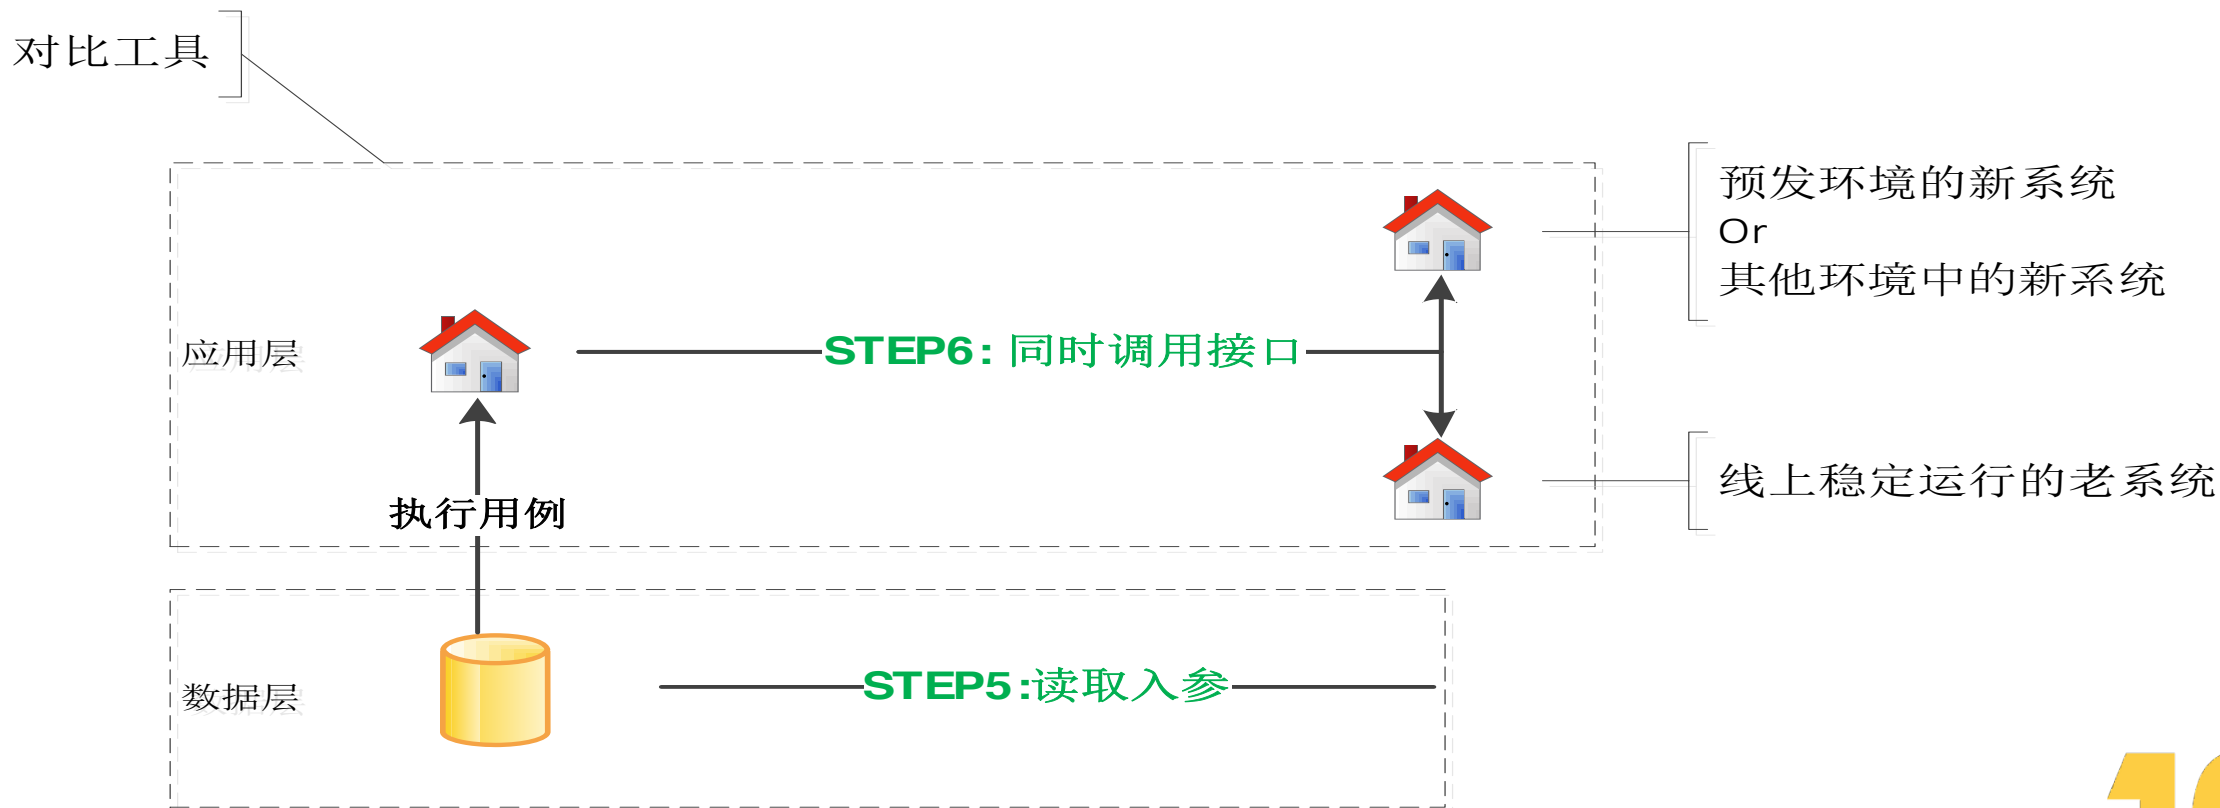 对比工具
预发环境的新系统
Or
其他环境中的新系统
应用层
STEP6: 同时调用接口
线上稳定运行的老系统
执行用例
数据层
STEP5:读取入参